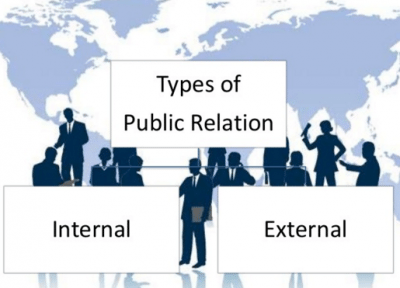 Types of
Public Relation
Internal
External